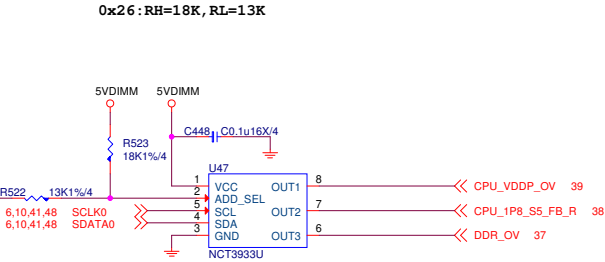 0x26:RH=18K,RL=13K
5VDIMM 5VDIMM
C448 C0.1u16X/4
R523
18K1%/4
U47
R522 13K1%/4
1 VCC OUT1 8 CPU_VDDP_OV 39
2 ADD_SEL
6,10,41,48 SCLK0 5 SCL OUT2 7 CPU_1P8_S5_FB_R 38
6,10,41,48 SDATA0 4 SDA
3 GND OUT3 6 DDR_OV 37
NCT3933U